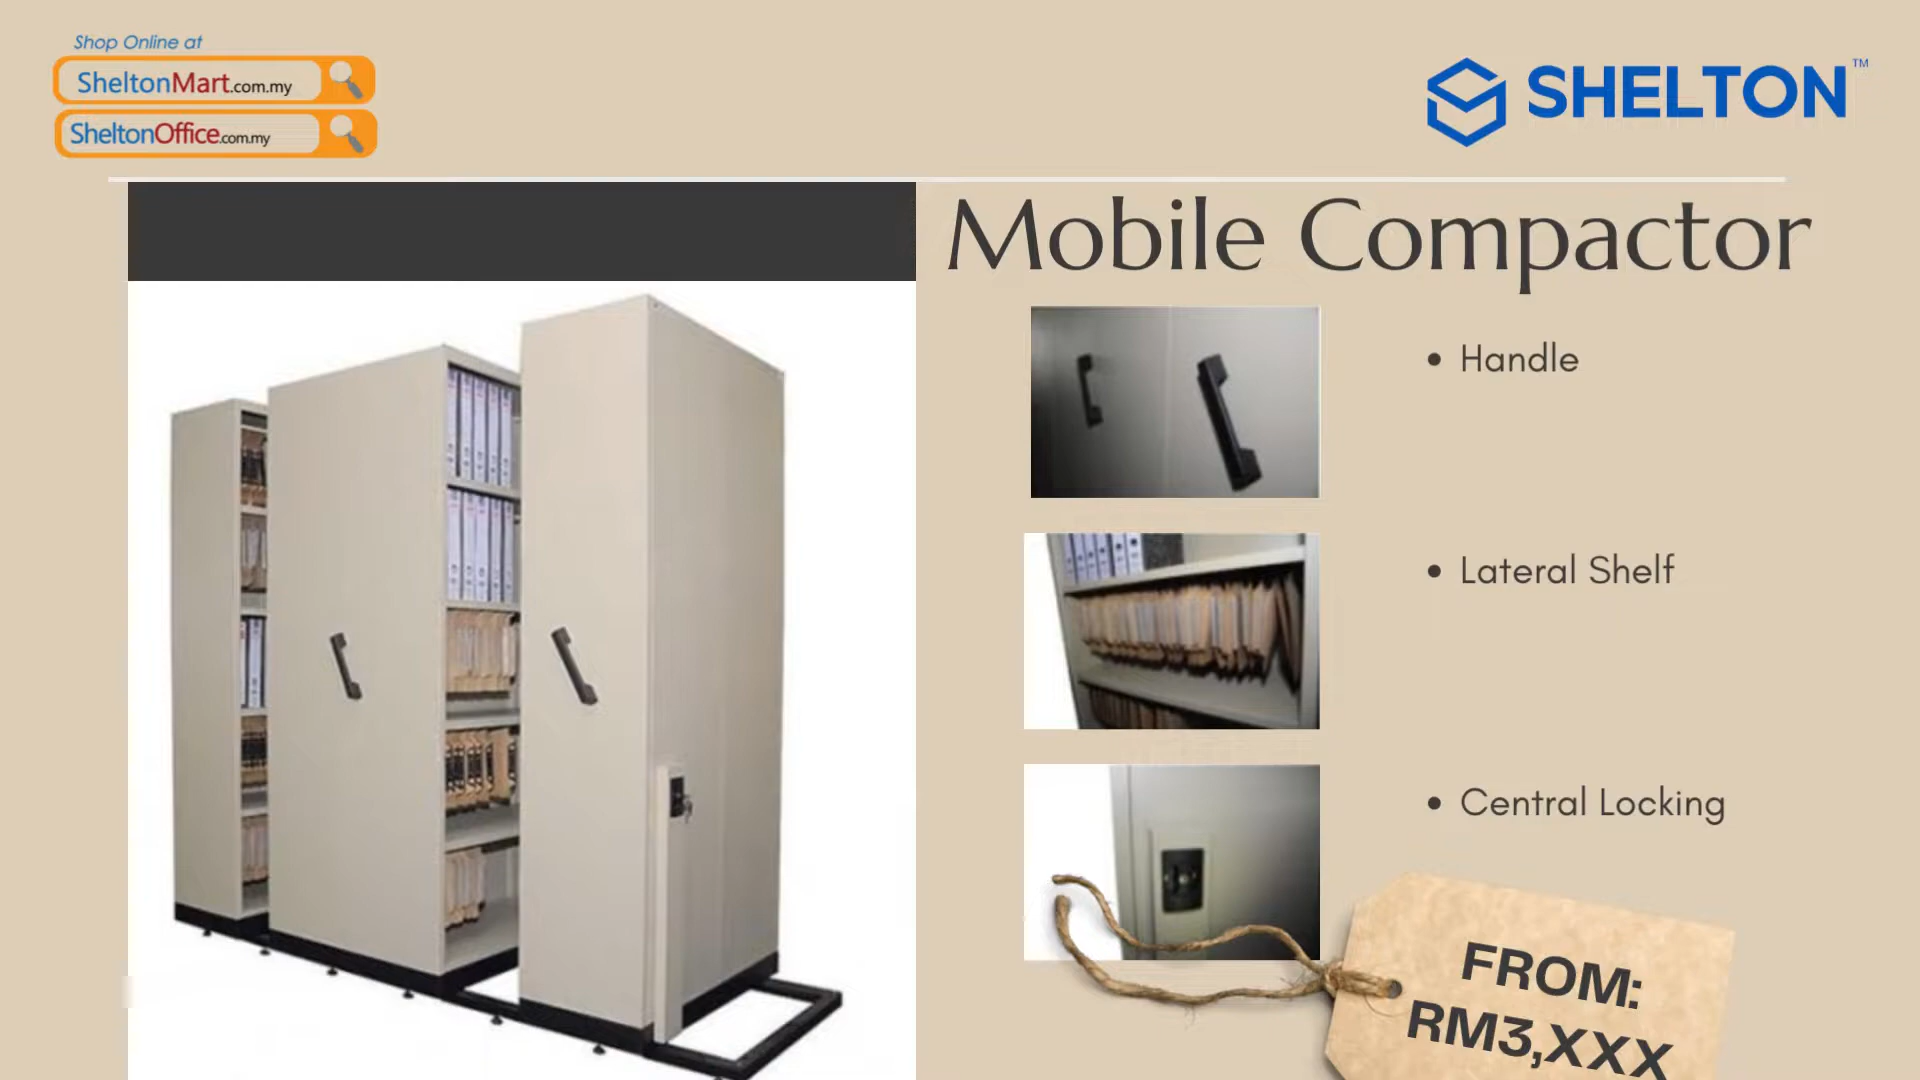 Shop Online at
SheltonMart.com.my
SheltonOffice.com.my
SHELTON™
Mobile Compactor
• Handle
• Lateral Shelf
• Central Locking
FROM:
RM3,XXX